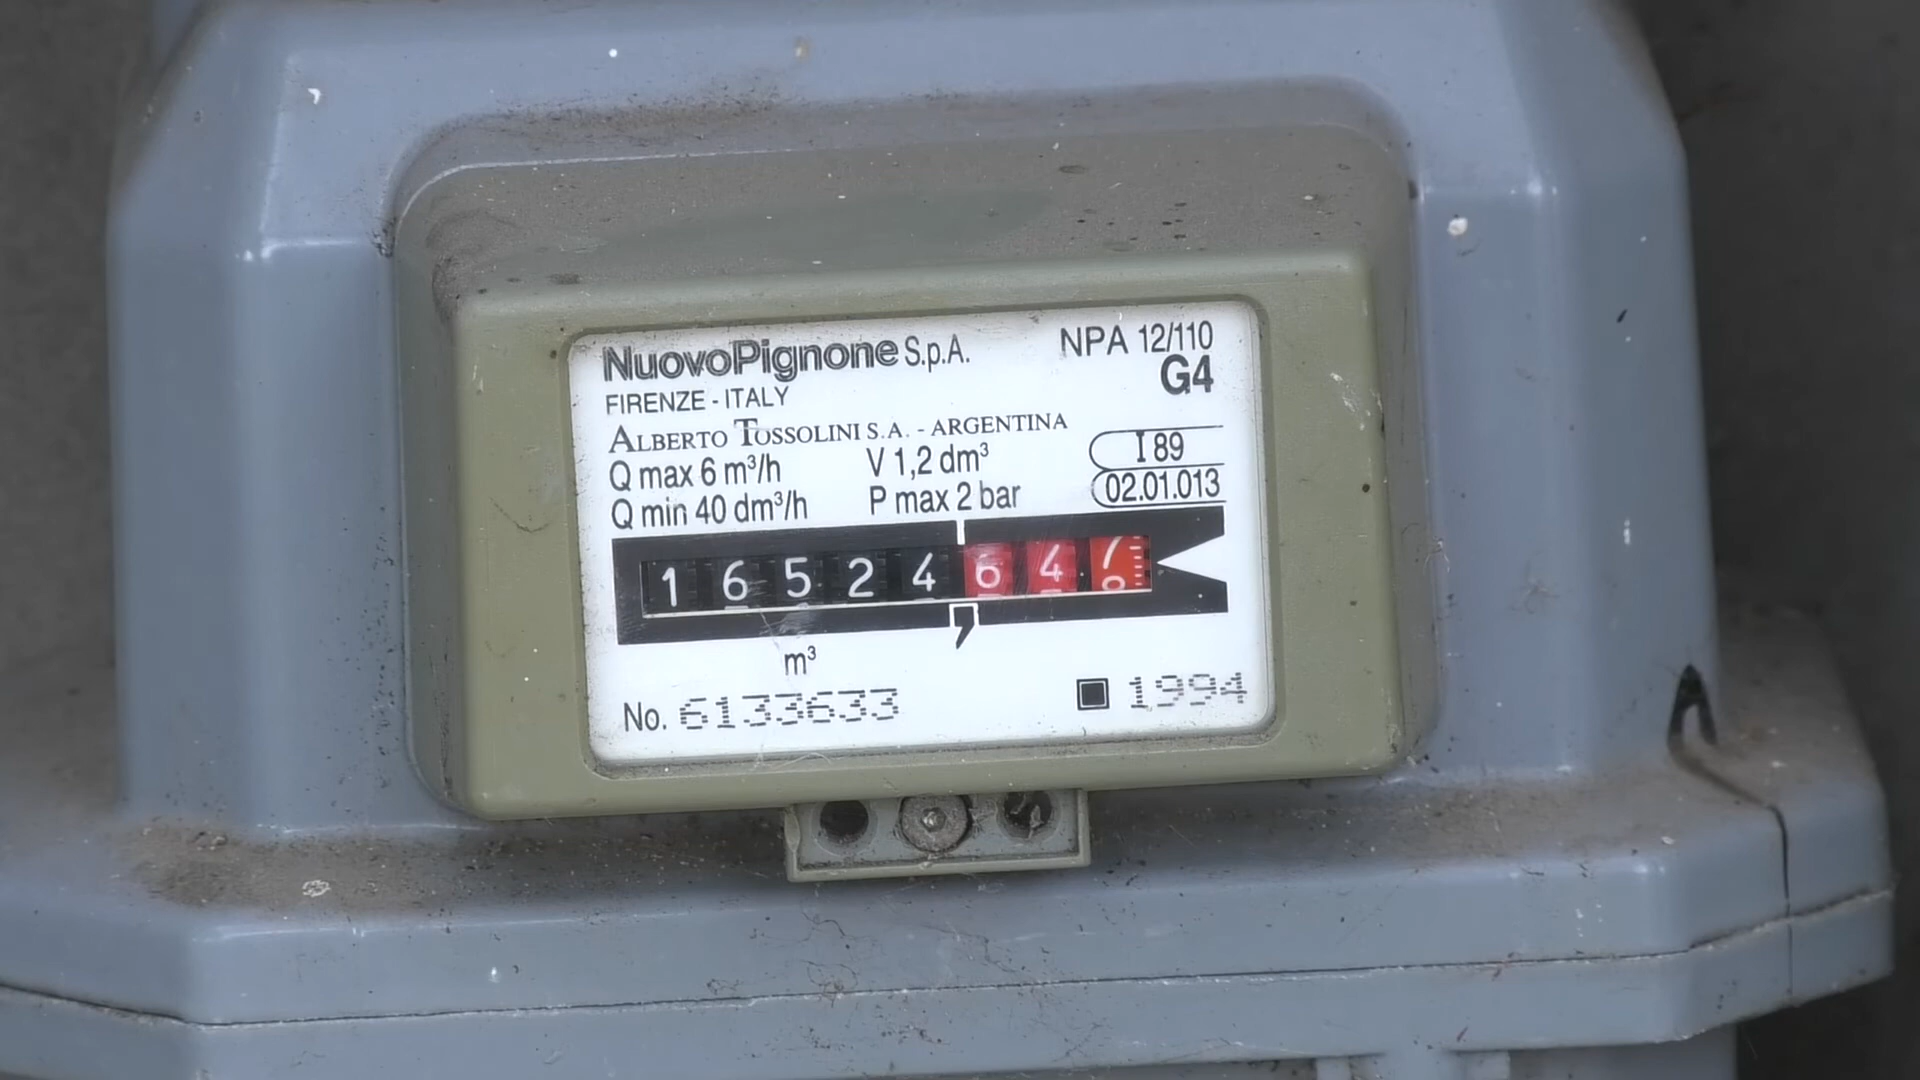 NuovoPignone S.p.A. NPA 12/110
FIRENZE - ITALY G4
ALBERTO TOSSOLINI S.A. - ARGENTINA
Q max 6 m³/h V 1,2 dm³ I 89
Q min 40 dm³/h P max 2 bar 02.01.013
1 6 5 2 4 , 6 4 7
m³
No. 6133633 1994